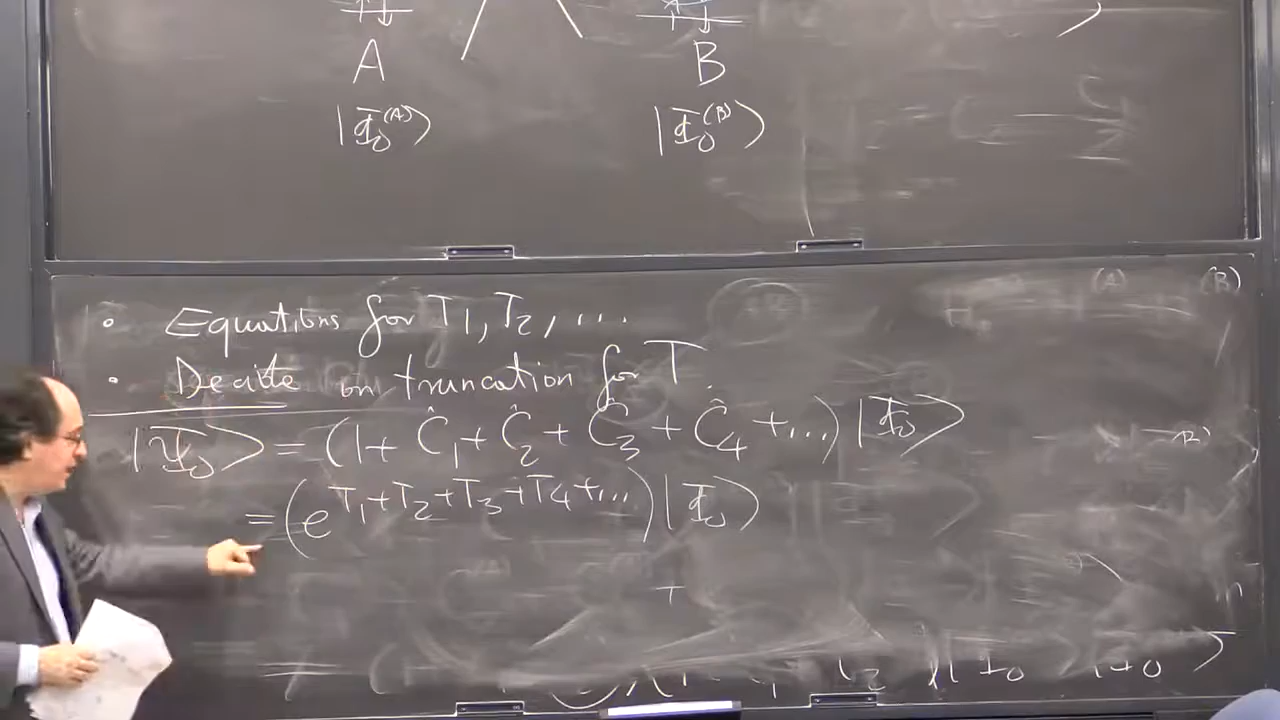 A B
|Φ₀⁽ᴬ⁾⟩ |Φ₀⁽ᴮ⁾⟩
(A) (B)
• Equations for T₁, T₂, ...
• Decide on truncation for T.
|Ψ₀⟩ = (1 + Ĉ₁ + Ĉ₂ + Ĉ₃ + Ĉ₄ + ...) |Φ₀⟩
= (e^{T₁+T₂+T₃+T₄+...}) |Φ₀⟩